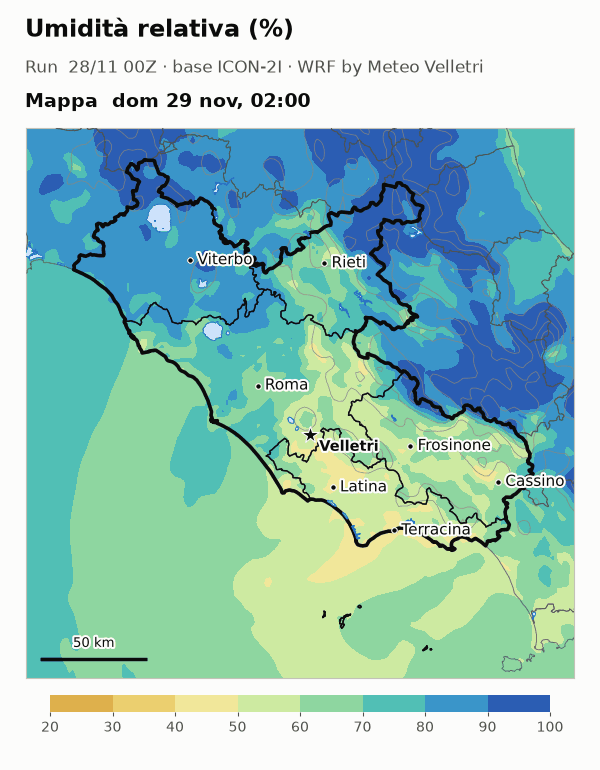 Umidità relativa (%)
Run  28/11 00Z · base ICON-2I · WRF by Meteo Velletri
Mappa  dom 29 nov, 02:00
Viterbo
Rieti
Roma
Velletri
Frosinone
Cassino
Latina
Terracina
50 km
20 30 40 50 60 70 80 90 100